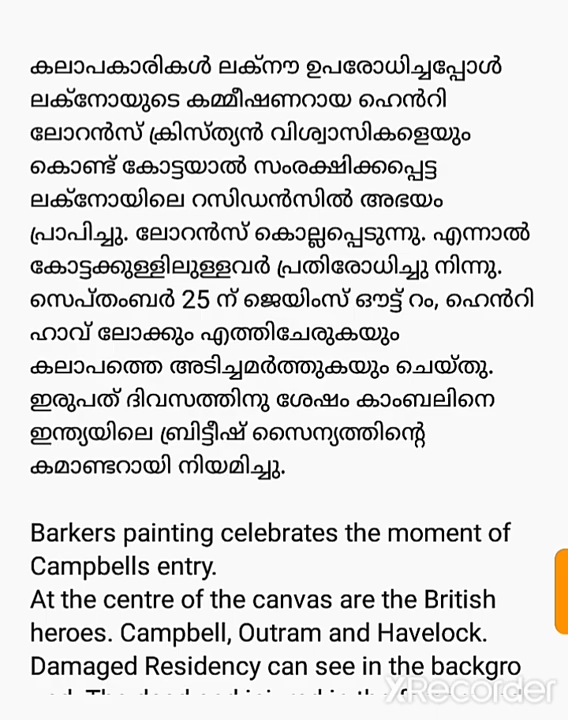 കലാപകാരികൾ ലക്നൗ ഉപരോധിച്ചപ്പോൾ
ലക്നോയുടെ കമ്മീഷണറായ ഹെൻറി
ലോറൻസ് ക്രിസ്ത്യൻ വിശ്വാസികളെയും
കൊണ്ട് കോട്ടയാൽ സംരക്ഷിക്കപ്പെട്ട
ലക്നോയിലെ റസിഡൻസിൽ അഭയം
പ്രാപിച്ചു. ലോറൻസ് കൊല്ലപ്പെടുന്നു. എന്നാൽ
കോട്ടക്കുള്ളിലുള്ളവർ പ്രതിരോധിച്ചു നിന്നു.
സെപ്തംബർ 25 ന് ജെയിംസ് ഔട്ട് റം, ഹെൻറി
ഹാവ് ലോക്കും എത്തിചേരുകയും
കലാപത്തെ അടിച്ചമർത്തുകയും ചെയ്തു.
ഇരുപത് ദിവസത്തിനു ശേഷം കാംബലിനെ
ഇന്ത്യയിലെ ബ്രിട്ടീഷ് സൈന്യത്തിന്റെ
കമാണ്ടറായി നിയമിച്ചു.
Barkers painting celebrates the moment of
Campbells entry.
At the centre of the canvas are the British
heroes. Campbell, Outram and Havelock.
Damaged Residency can see in the backgro
XRecorder